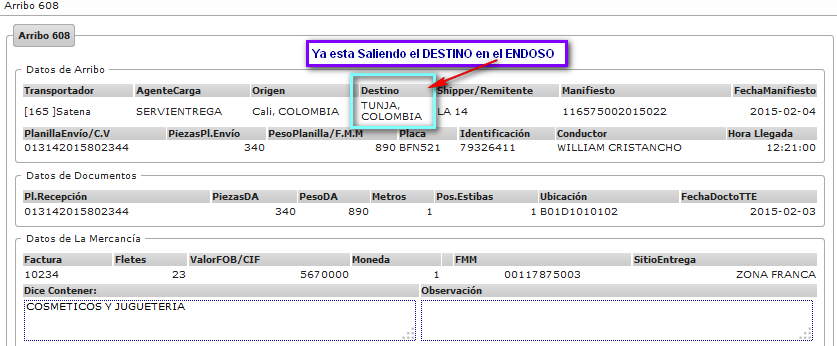 Arribo 608
Arribo 608
Ya esta Saliendo el DESTINO en el ENDOSO
Datos de Arribo
Transportador AgenteCarga Origen Destino Shipper/Remitente Manifiesto FechaManifiesto
[165 ]Satena SERVIENTREGA Cali, COLOMBIA TUNJA, COLOMBIA LA 14 116575002015022 2015-02-04
PlanillaEnvío/C.V PiezasPl.Envío PesoPlanilla/F.M.M Placa Identificación Conductor Hora Llegada
013142015802344 340 890 BFN521 79326411 WILLIAM CRISTANCHO 12:21:00
Datos de Documentos
Pl.Recepción PiezasDA PesoDA Metros Pos.Estibas Ubicación FechaDoctoTTE
013142015802344 340 890 1 1 B01D1010102 2015-02-03
Datos de La Mercancía
Factura Fletes ValorFOB/CIF Moneda FMM SitioEntrega
10234 23 5670000 1 00117875003 ZONA FRANCA
Dice Contener: Observación
COSMETICOS Y JUGUETERIA